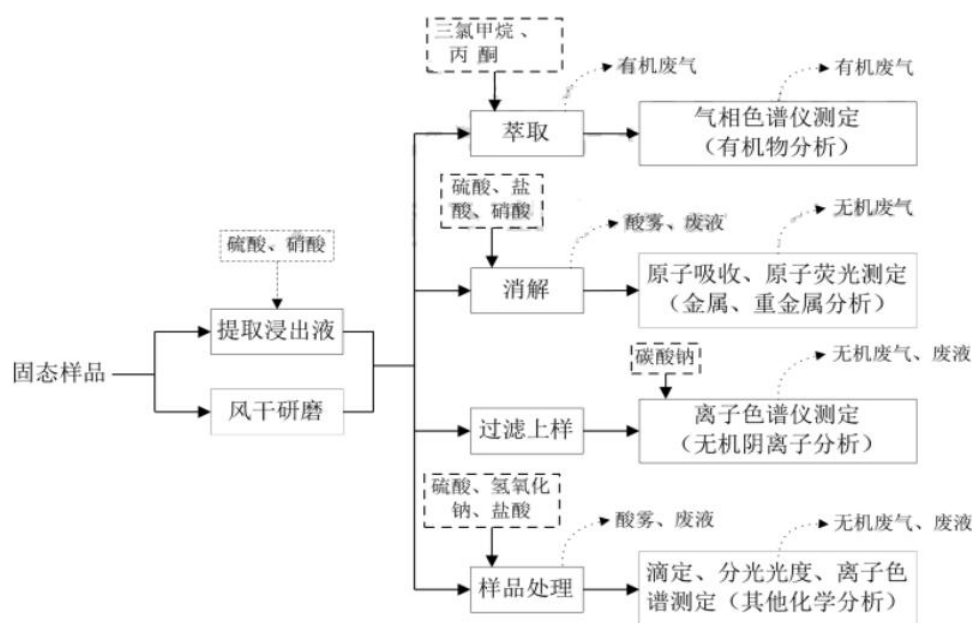 三氯甲烷、
丙 酮
有机废气
有机废气
萃取
气相色谱仪测定
（有机物分析）
硫酸、盐
酸、硝酸
酸雾、废液
无机废气
硫酸、硝酸
消解
原子吸收、原子荧光测定
（金属、重金属分析）
提取浸出液
固态样品
风干研磨
碳酸钠
无机废气、废液
过滤上样
离子色谱仪测定
（无机阴离子分析）
硫酸、氢氧化
钠、盐酸
酸雾、废液
无机废气、废液
样品处理
滴定、分光光度、离子色
谱测定（其他化学分析）